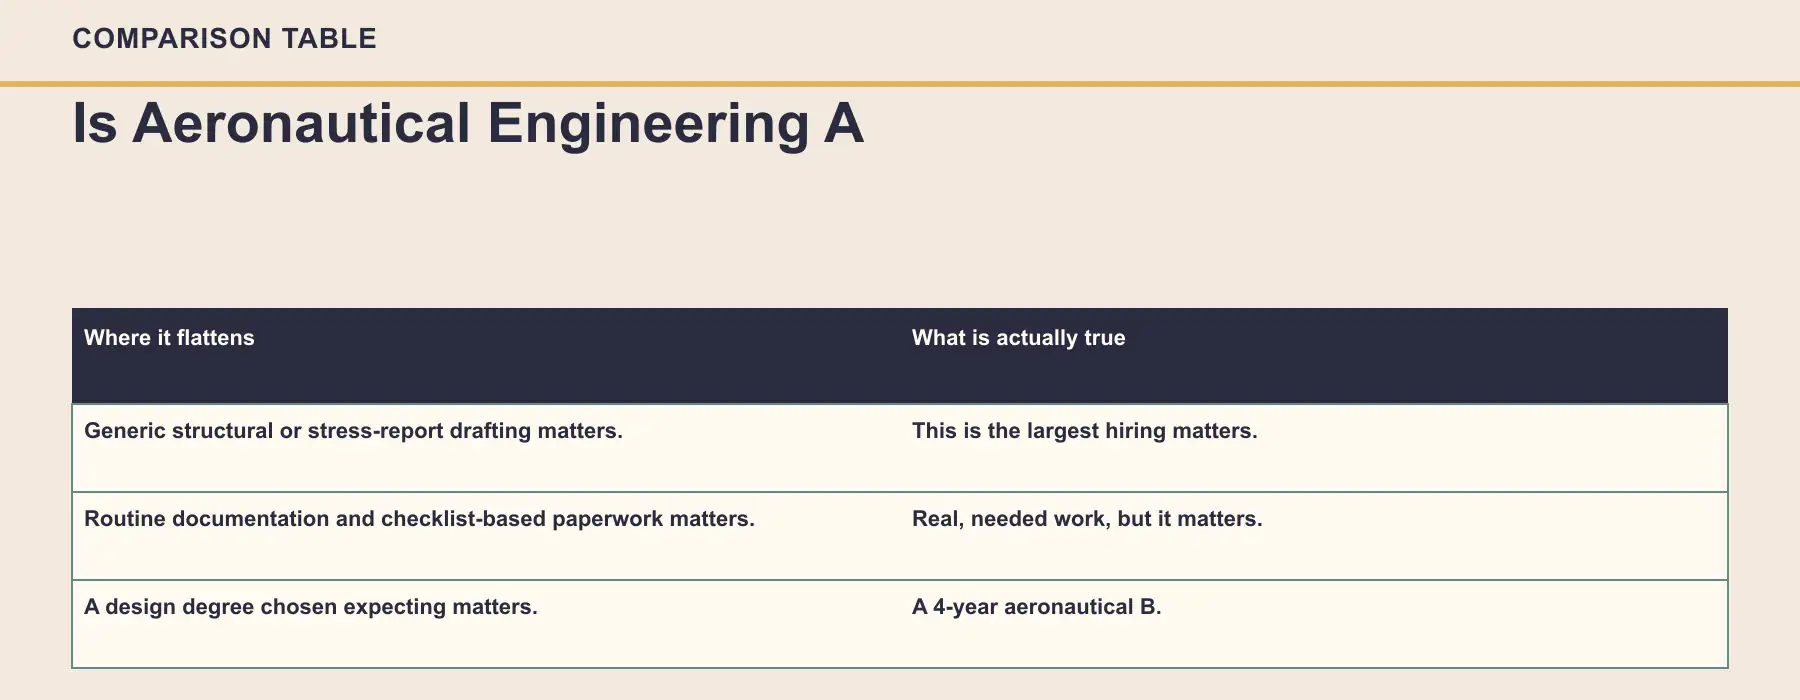 COMPARISON TABLE
Is Aeronautical Engineering A
Where it flattens
What is actually true
Generic structural or stress-report drafting matters.
This is the largest hiring matters.
Routine documentation and checklist-based paperwork matters.
Real, needed work, but it matters.
A design degree chosen expecting matters.
A 4-year aeronautical B.